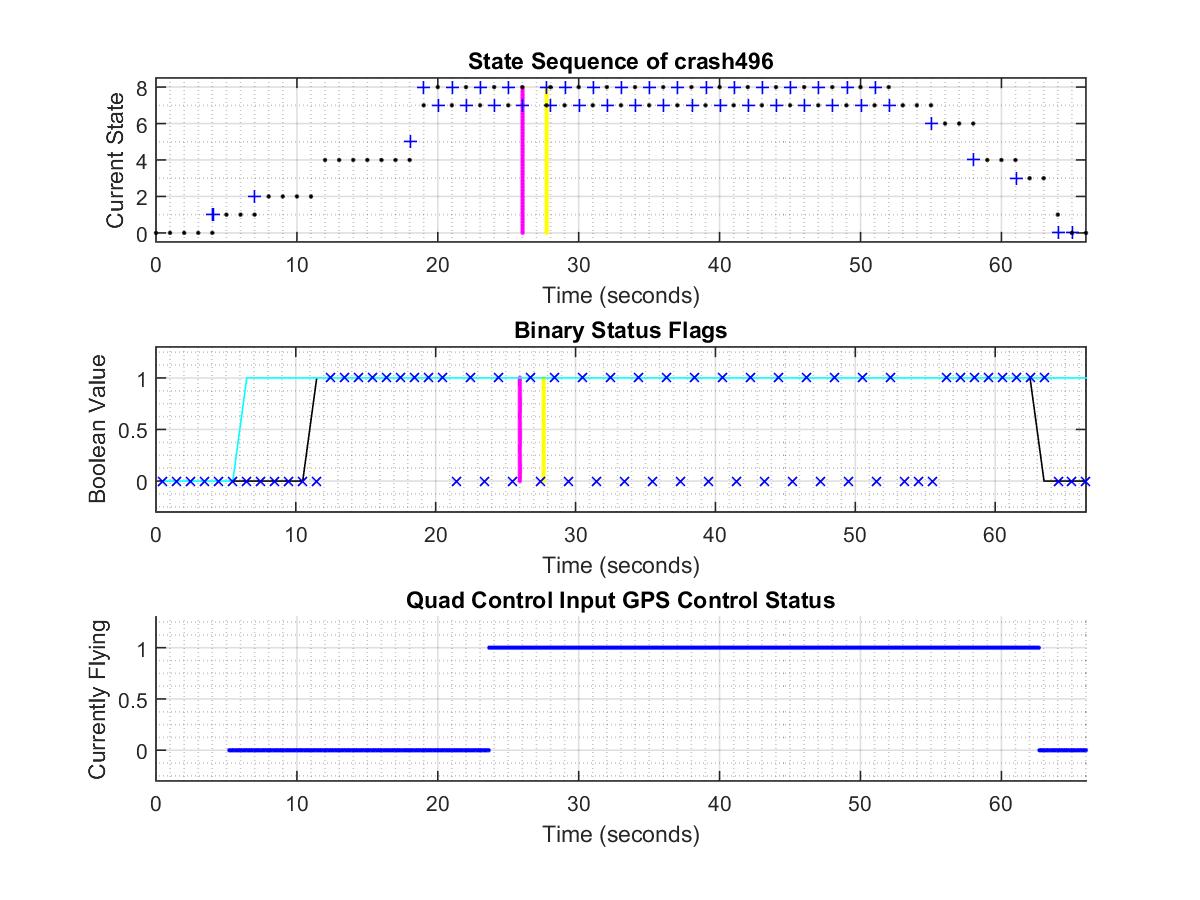 State Sequence of crash496
8
6
4
2
0
Current State
0 10 20 30 40 50 60
Time (seconds)
Binary Status Flags
1
0.5
0
Boolean Value
0 10 20 30 40 50 60
Time (seconds)
Quad Control Input GPS Control Status
1
0.5
0
Currently Flying
0 10 20 30 40 50 60
Time (seconds)